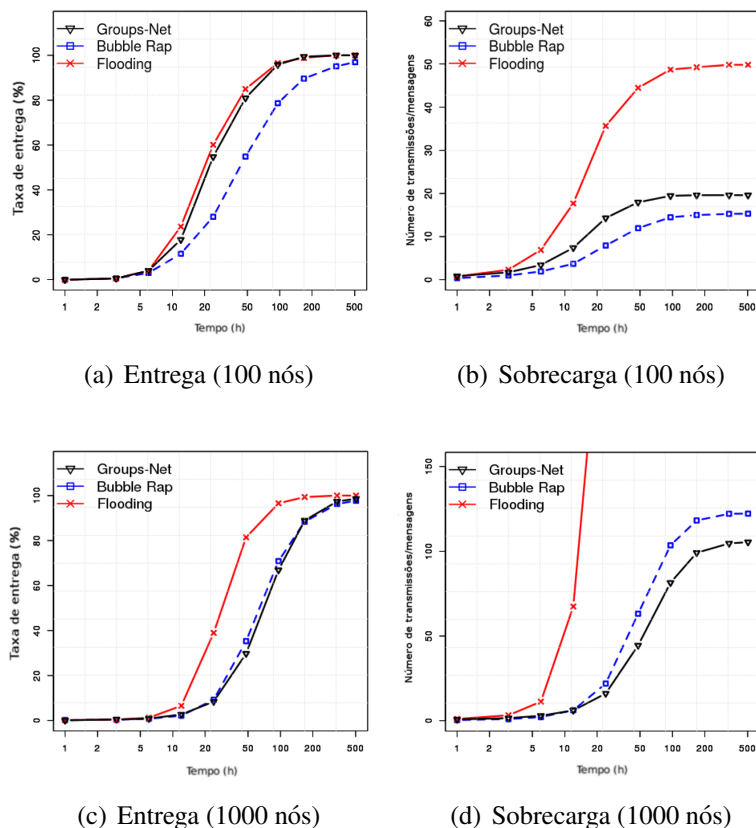 Groups-Net
Bubble Rap
Flooding
Taxa de entrega (%)
100
80
60
40
20
0
1 2 5 10 20 50 100 200 500
Tempo (h)
(a) Entrega (100 nós)
Groups-Net
Bubble Rap
Flooding
Número de transmissões/mensagens
60
50
40
30
20
10
0
1 2 5 10 20 50 100 200 500
Tempo (h)
(b) Sobrecarga (100 nós)
Groups-Net
Bubble Rap
Flooding
Taxa de entrega (%)
100
80
60
40
20
0
1 2 5 10 20 50 100 200 500
Tempo (h)
(c) Entrega (1000 nós)
Groups-Net
Bubble Rap
Flooding
Número de transmissões/mensagens
150
100
50
0
1 2 5 10 20 50 100 200 500
Tempo (h)
(d) Sobrecarga (1000 nós)